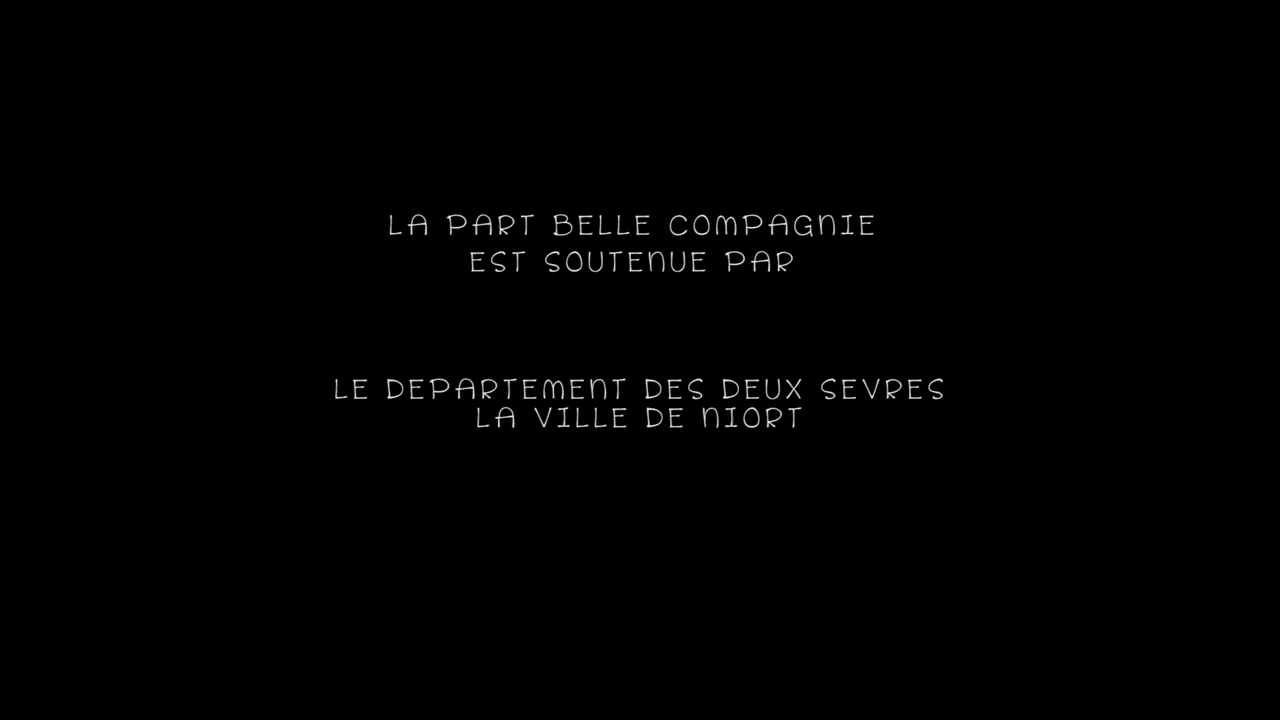 LA PART BELLE COMPAGNIE
EST SOUTENUE PAR
LE DEPARTEMENT DES DEUX SEVRES
LA VILLE DE NIORT